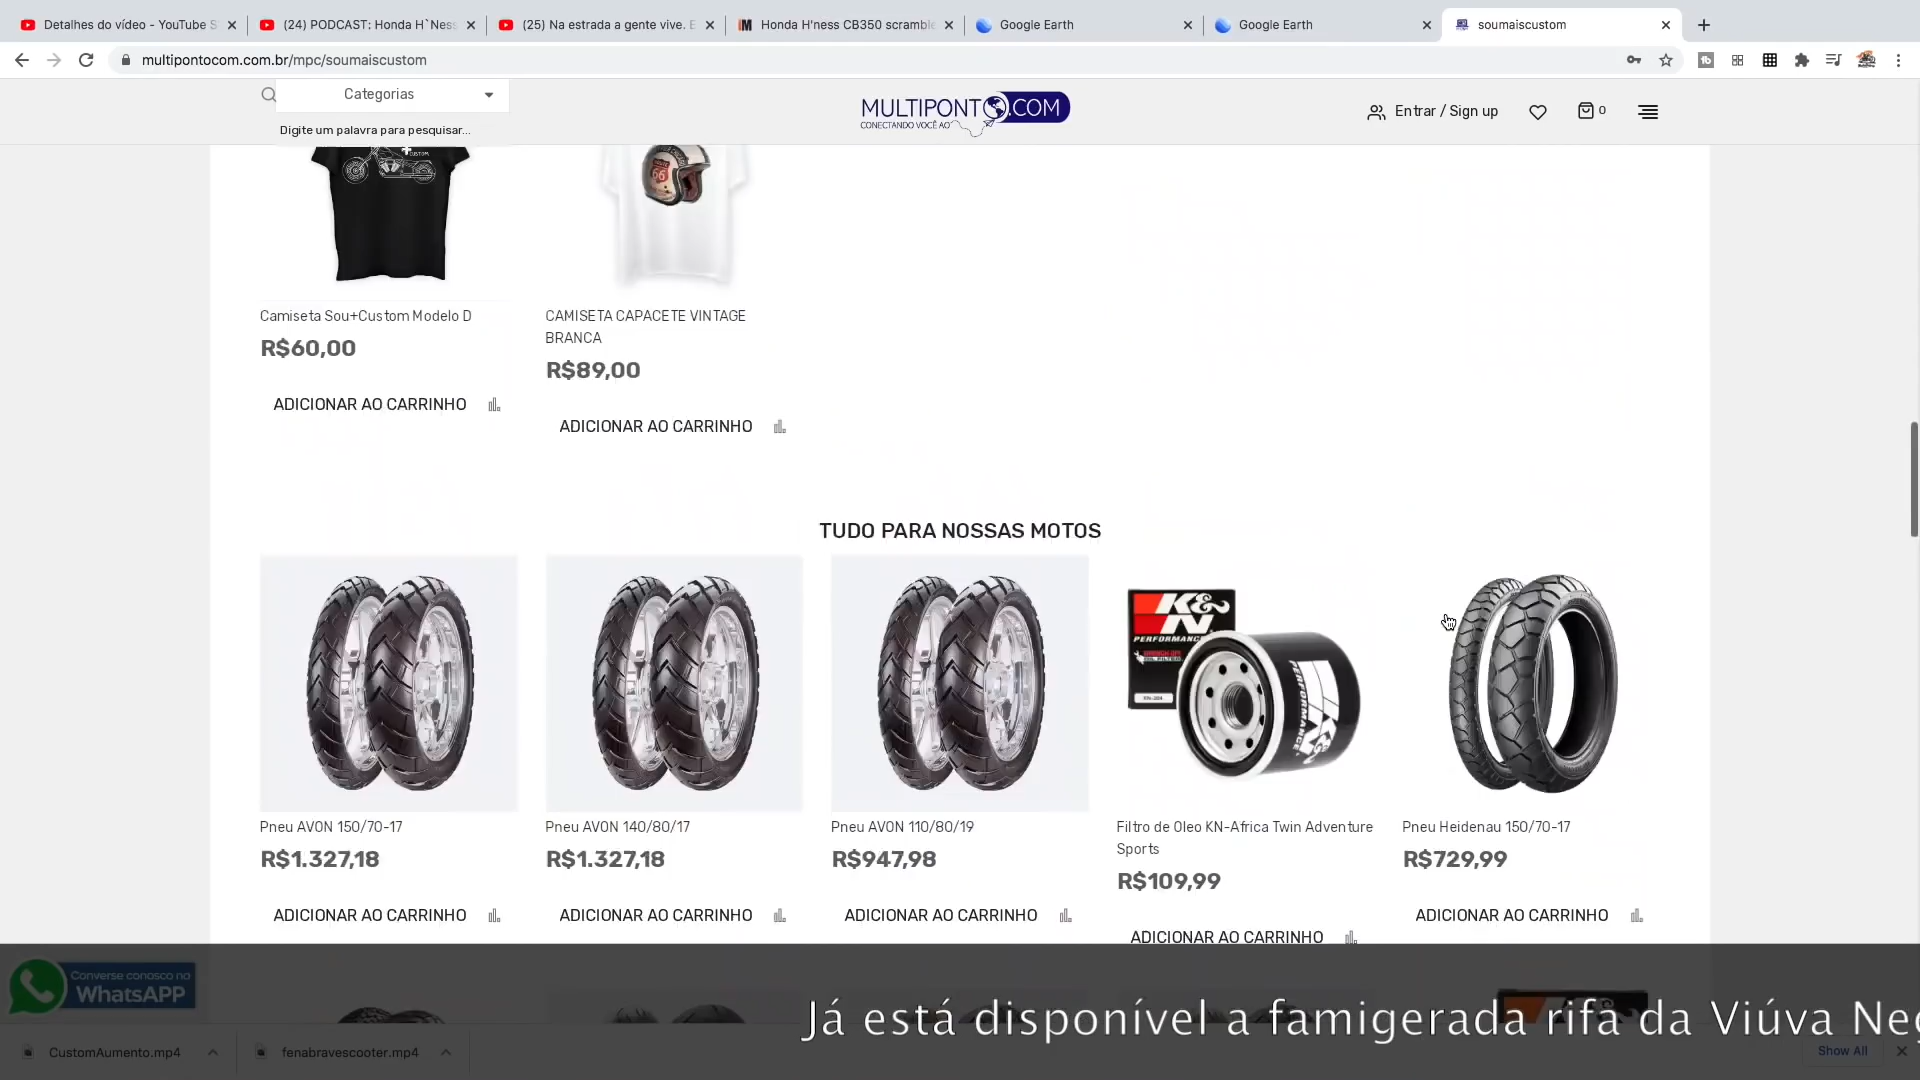 Detalhes do vídeo - YouTube S
(24) PODCAST: Honda H`Ness
(25) Na estrada a gente vive. E
Honda H'ness CB350 scramble
Google Earth
Google Earth
soumaiscustom
multipontocom.com.br/mpc/soumaiscustom
Categorias
Digite um palavra para pesquisar...
MULTIPONTO.COM
CONECTANDO VOCÊ AO
Entrar / Sign up
0
CUSTOM
66
Camiseta Sou+Custom Modelo D
R$60,00
ADICIONAR AO CARRINHO
CAMISETA CAPACETE VINTAGE
BRANCA
R$89,00
ADICIONAR AO CARRINHO
TUDO PARA NOSSAS MOTOS
K&N
PERFORMANCE
Pneu AVON 150/70-17
R$1.327,18
ADICIONAR AO CARRINHO
Pneu AVON 140/80/17
R$1.327,18
ADICIONAR AO CARRINHO
Pneu AVON 110/80/19
R$947,98
ADICIONAR AO CARRINHO
Filtro de Oleo KN-Africa Twin Adventure
Sports
R$109,99
ADICIONAR AO CARRINHO
Pneu Heidenau 150/70-17
R$729,99
ADICIONAR AO CARRINHO
Converse conosco no
WhatsAPP
Já está disponível a famigerada rifa da Viúva Neg
CustomAumento.mp4
fenabravescooter.mp4
Show All